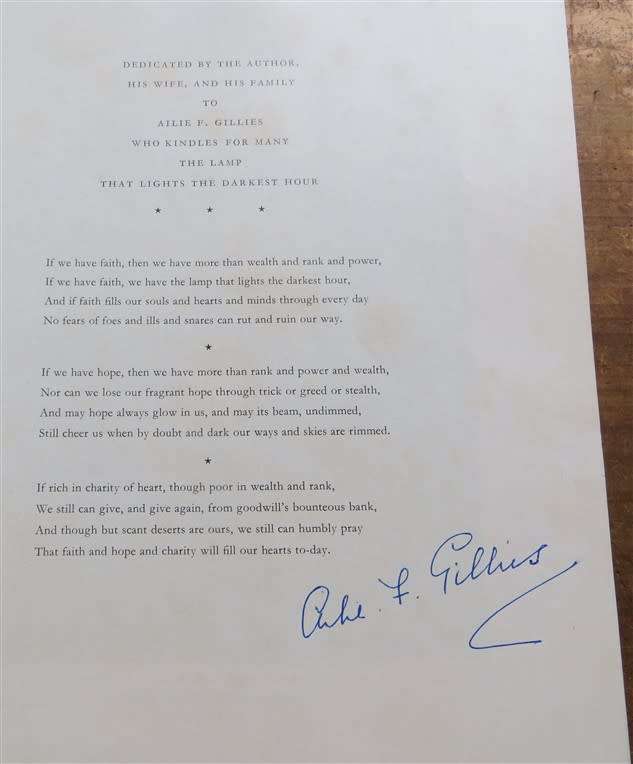 DEDICATED BY THE AUTHOR,
HIS WIFE, AND HIS FAMILY
TO
AILIE F. GILLIES
WHO KINDLES FOR MANY
THE LAMP
THAT LIGHTS THE DARKEST HOUR
★ ★ ★
If we have faith, then we have more than wealth and rank and power,
If we have faith, we have the lamp that lights the darkest hour,
And if faith fills our souls and hearts and minds through every day
No fears of foes and ills and snares can rut and ruin our way.
★
If we have hope, then we have more than rank and power and wealth,
Nor can we lose our fragrant hope through trick or greed or stealth,
And may hope always glow in us, and may its beam, undimmed,
Still cheer us when by doubt and dark our ways and skies are rimmed.
★
If rich in charity of heart, though poor in wealth and rank,
We still can give, and give again, from goodwill's bounteous bank,
And though but scant deserts are ours, we still can humbly pray
That faith and hope and charity will fill our hearts to-day.
Ailie. F. Gillies